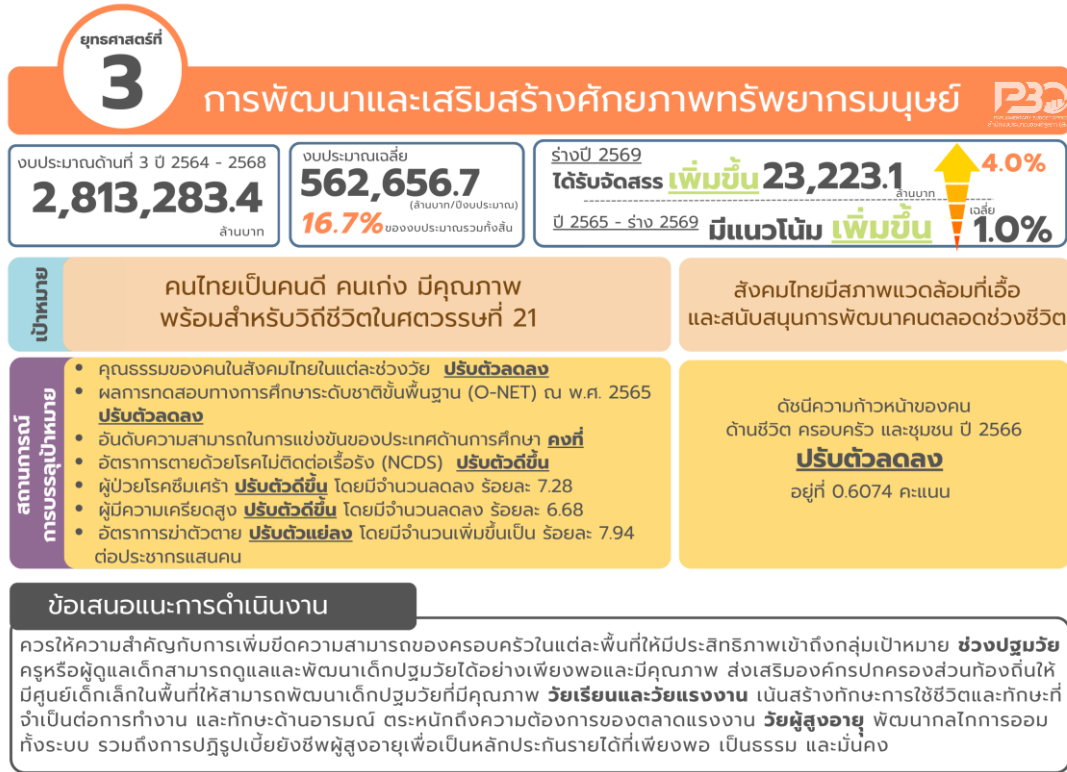 ยุทธศาสตร์ที่
3
การพัฒนาและเสริมสร้างศักยภาพทรัพยากรมนุษย์
PBO
งบประมาณด้านที่ 3 ปี 2564 - 2568
2,813,283.4
ล้านบาท
งบประมาณเฉลี่ย
562,656.7
(ล้านบาท/ปีงบประมาณ)
16.7% ของงบประมาณรวมทั้งสิ้น
ร่างปี 2569
ได้รับจัดสรร เพิ่มขึ้น 23,223.1
ล้านบาท
4.0%
ปี 2565 - ร่าง 2569 มีแนวโน้ม เพิ่มขึ้น
เฉลี่ย
1.0%
เป้าหมาย
คนไทยเป็นคนดี คนเก่ง มีคุณภาพ
พร้อมสำหรับวิถีชีวิตในศตวรรษที่ 21
สังคมไทยมีสภาพแวดล้อมที่เอื้อ
และสนับสนุนการพัฒนาคนตลอดช่วงชีวิต
สถานการณ์
การบรรลุเป้าหมาย
• คุณธรรมของคนในสังคมไทยในแต่ละช่วงวัย ปรับตัวลดลง
• ผลการทดสอบทางการศึกษาระดับชาติขั้นพื้นฐาน (O-NET) ณ พ.ศ. 2565
ปรับตัวลดลง
• อันดับความสามารถในการแข่งขันของประเทศด้านการศึกษา คงที่
• อัตราการตายด้วยโรคไม่ติดต่อเรื้อรัง (NCDS) ปรับตัวดีขึ้น
• ผู้ป่วยโรคซึมเศร้า ปรับตัวดีขึ้น โดยมีจำนวนลดลง ร้อยละ 7.28
• ผู้มีความเครียดสูง ปรับตัวดีขึ้น โดยมีจำนวนลดลง ร้อยละ 6.68
• อัตราการฆ่าตัวตาย ปรับตัวแย่ลง โดยมีจำนวนเพิ่มขึ้นเป็น ร้อยละ 7.94
ต่อประชากรแสนคน
ดัชนีความก้าวหน้าของคน
ด้านชีวิต ครอบครัว และชุมชน ปี 2566
ปรับตัวลดลง
อยู่ที่ 0.6074 คะแนน
ข้อเสนอแนะการดำเนินงาน
ควรให้ความสำคัญกับการเพิ่มขีดความสามารถของครอบครัวในแต่ละพื้นที่ให้มีประสิทธิภาพเข้าถึงกลุ่มเป้าหมาย ช่วงปฐมวัย
ครูหรือผู้ดูแลเด็กสามารถดูแลและพัฒนาเด็กปฐมวัยได้อย่างเพียงพอและมีคุณภาพ ส่งเสริมองค์กรปกครองส่วนท้องถิ่นให้
มีศูนย์เด็กเล็กในพื้นที่ให้สามารถพัฒนาเด็กปฐมวัยที่มีคุณภาพ วัยเรียนและวัยแรงงาน เน้นสร้างทักษะการใช้ชีวิตและทักษะที่
จำเป็นต่อการทำงาน และทักษะด้านอารมณ์ ตระหนักถึงความต้องการของตลาดแรงงาน วัยผู้สูงอายุ พัฒนากลไกการออม
ทั้งระบบ รวมถึงการปฏิรูปเบี้ยยังชีพผู้สูงอายุเพื่อเป็นหลักประกันรายได้ที่เพียงพอ เป็นธรรม และมั่นคง